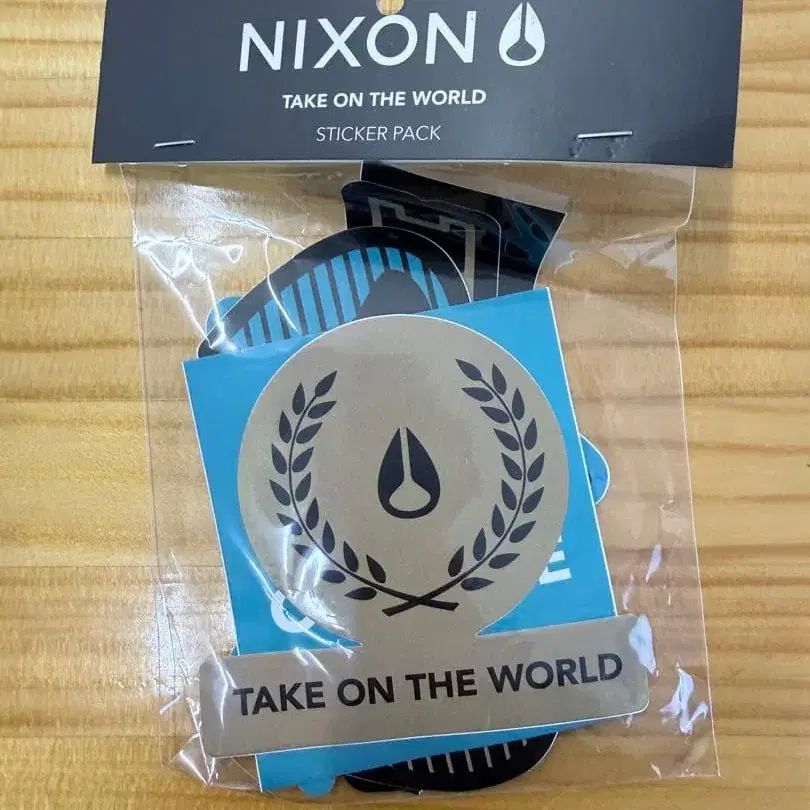 NIXON
TAKE ON THE WORLD
STICKER PACK
TAKE ON THE WORLD